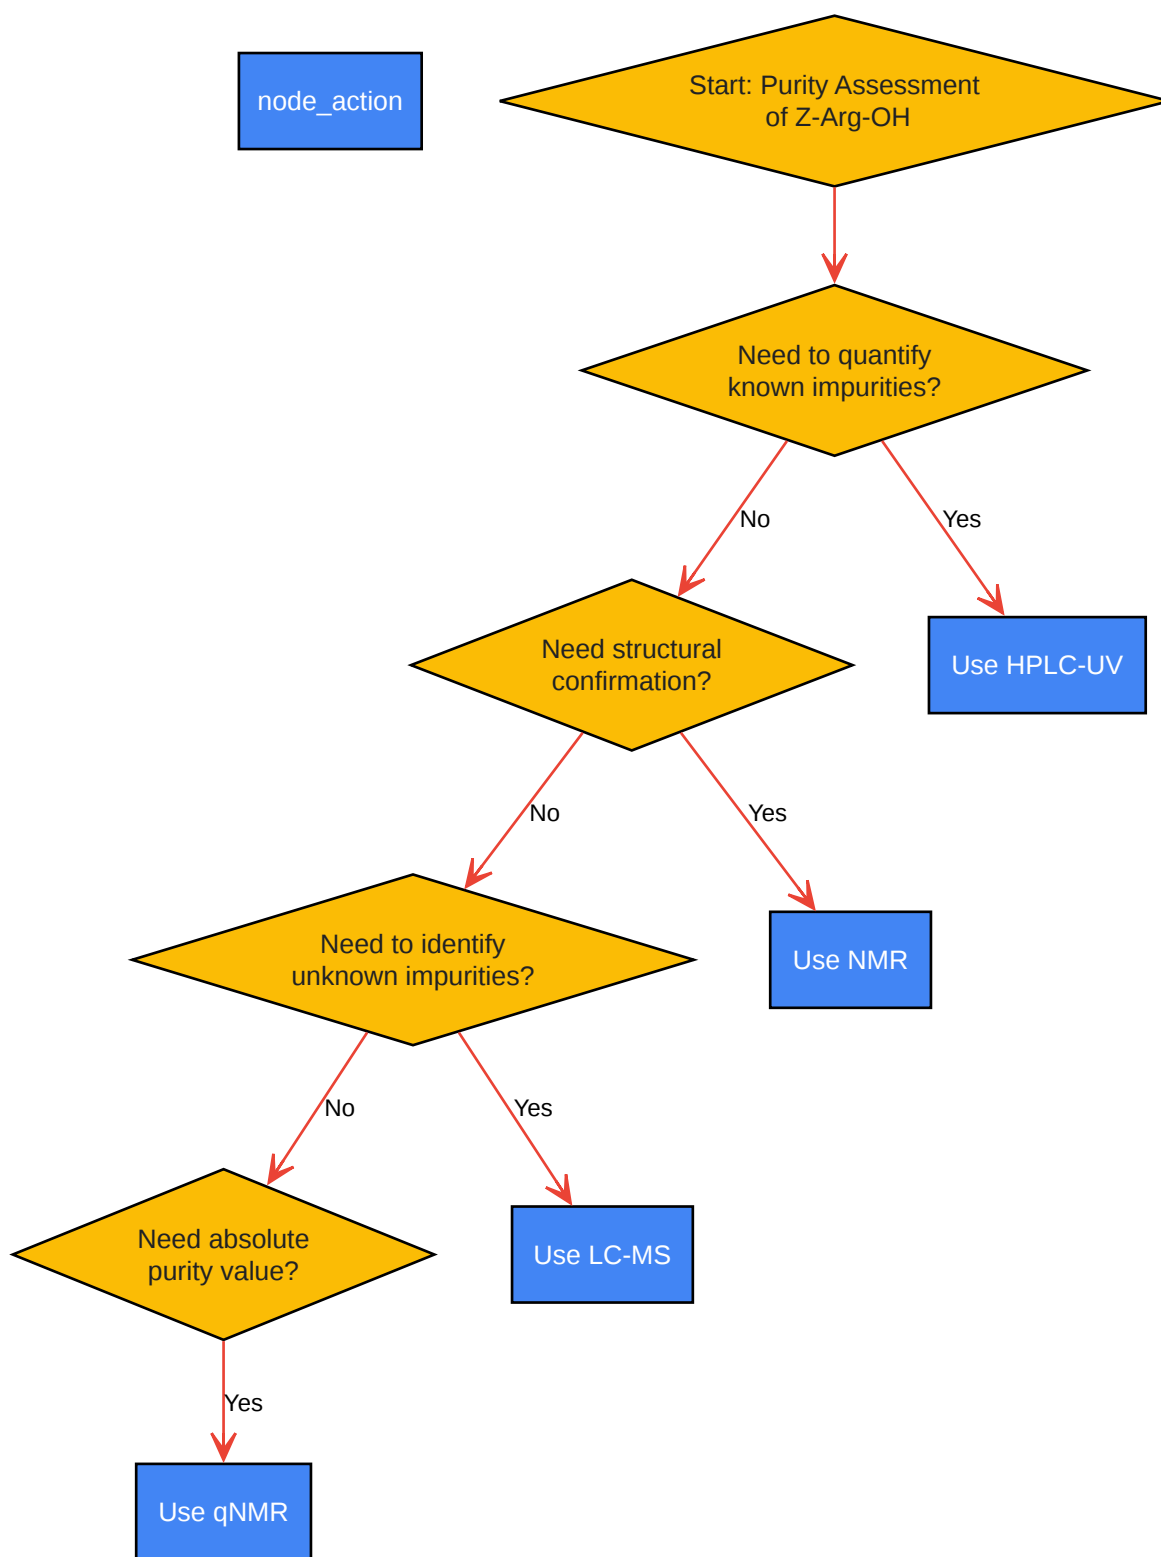 node_action
Start: Purity Assessment
of Z-Arg-OH
Need to quantify
known impurities?
No
Yes
Need structural
confirmation?
Use HPLC-UV
No
Yes
Need to identify
unknown impurities?
Use NMR
No
Yes
Need absolute
purity value?
Use LC-MS
Yes
Use qNMR